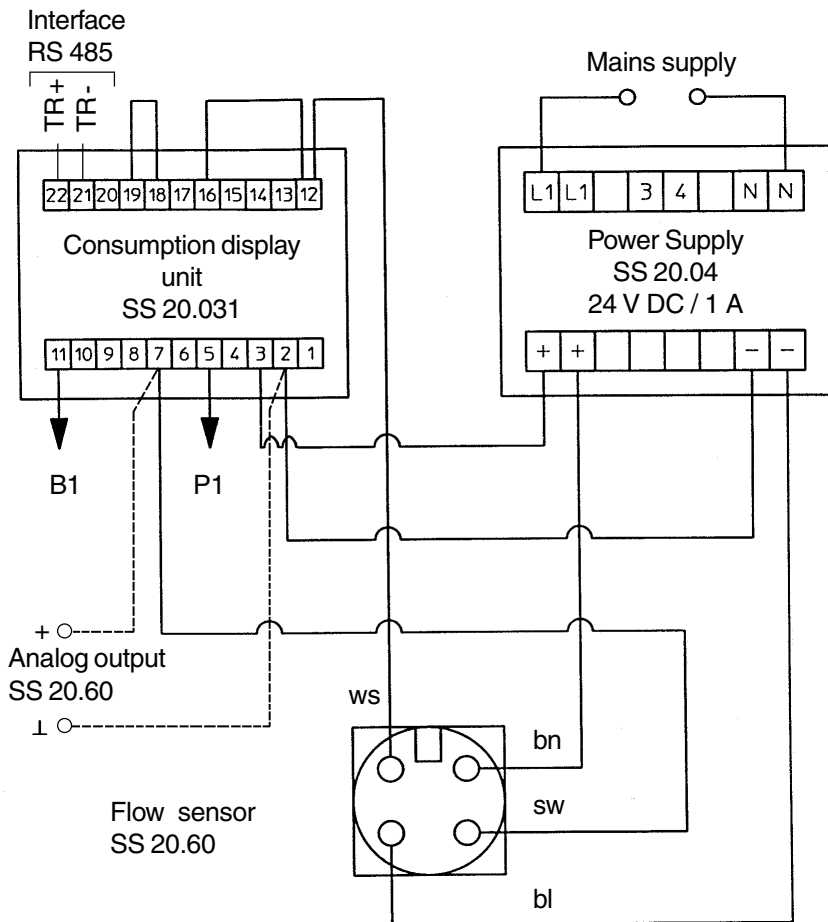 Interface
RS 485
TR+
TR-
22 21 20 19 18 17 16 15 14 13 12
Consumption display
unit
SS 20.031
11 10 9 8 7 6 5 4 3 2 1
B1
P1
Mains supply
L1 L1 3 4 N N
Power Supply
SS 20.04
24 V DC / 1 A
+ + − −
+
Analog output
SS 20.60
⊥
ws
bn
sw
bl
Flow sensor
SS 20.60